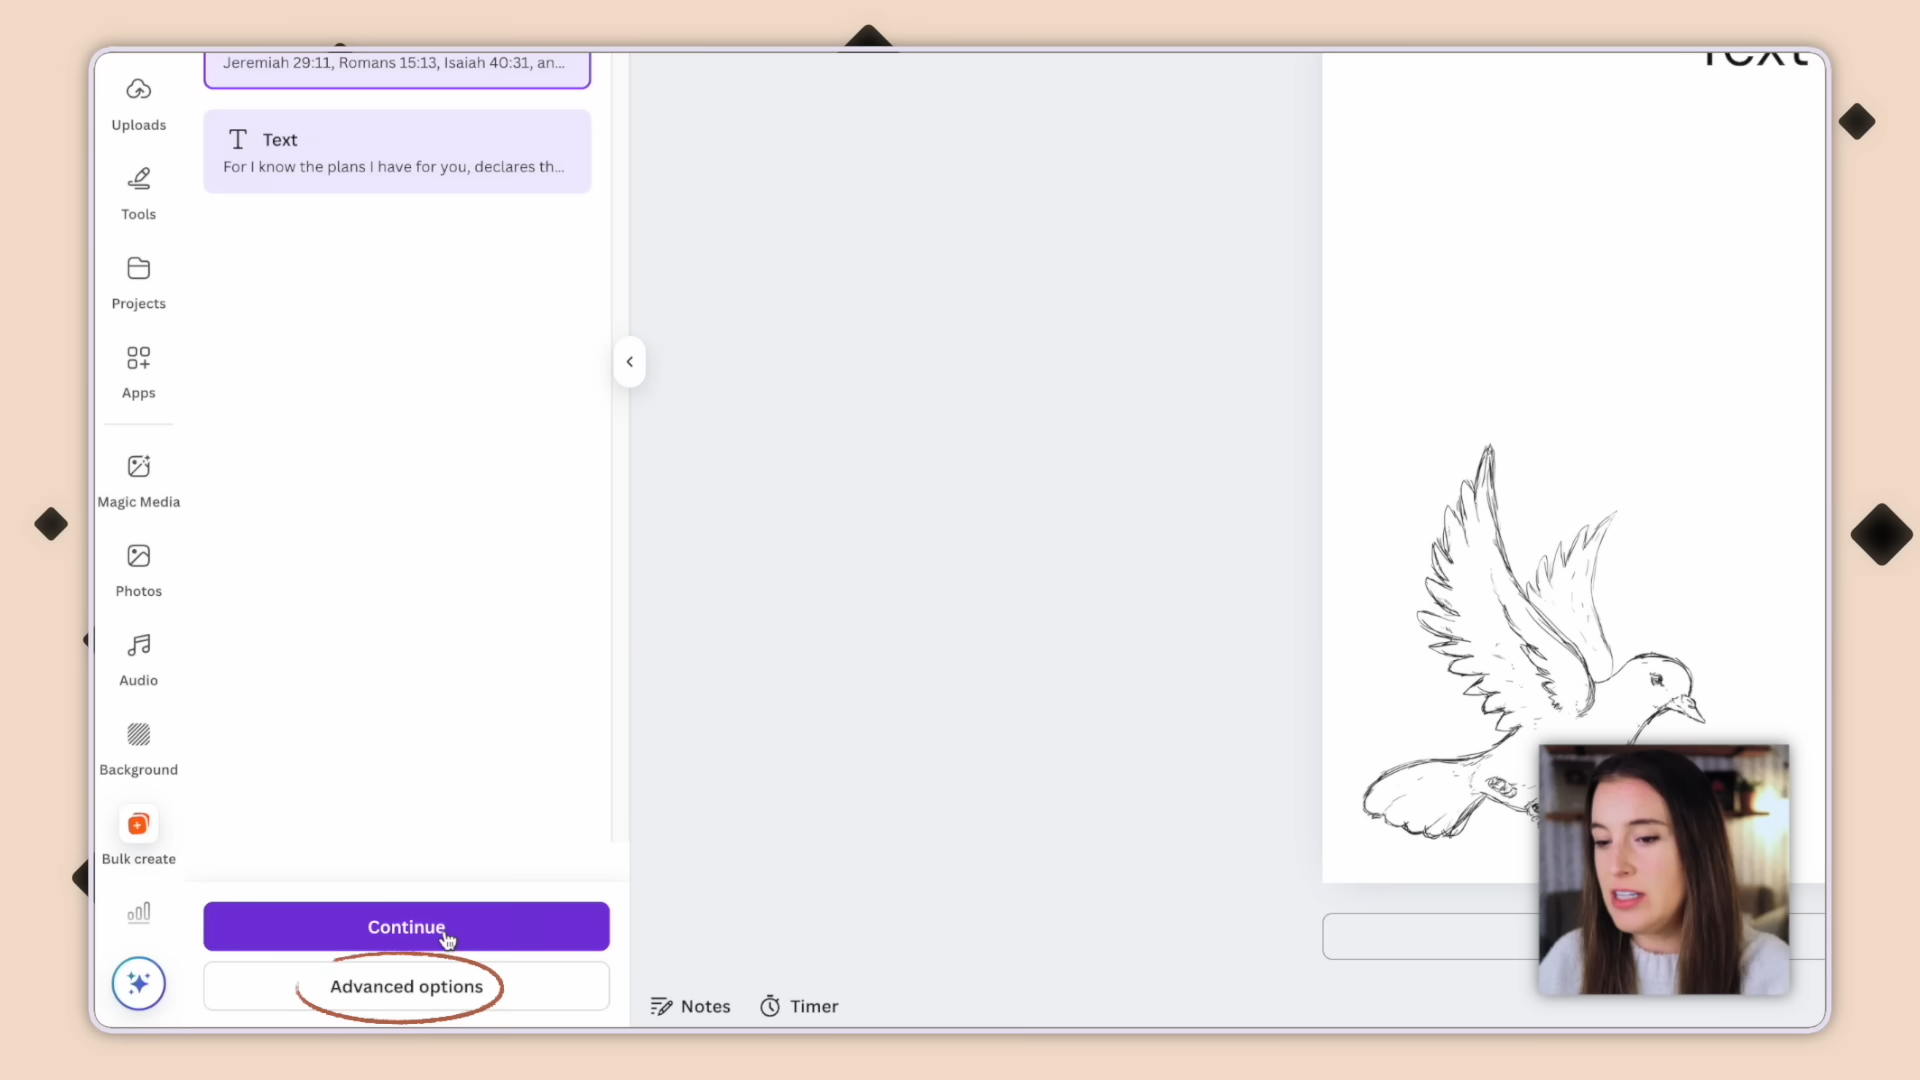 Uploads
Tools
Projects
Apps
Magic Media
Photos
Audio
Background
Bulk create
Jeremiah 29:11, Romans 15:13, Isaiah 40:31, an...
Text
For I know the plans I have for you, declares th...
Continue
Advanced options
Text
Notes
Timer